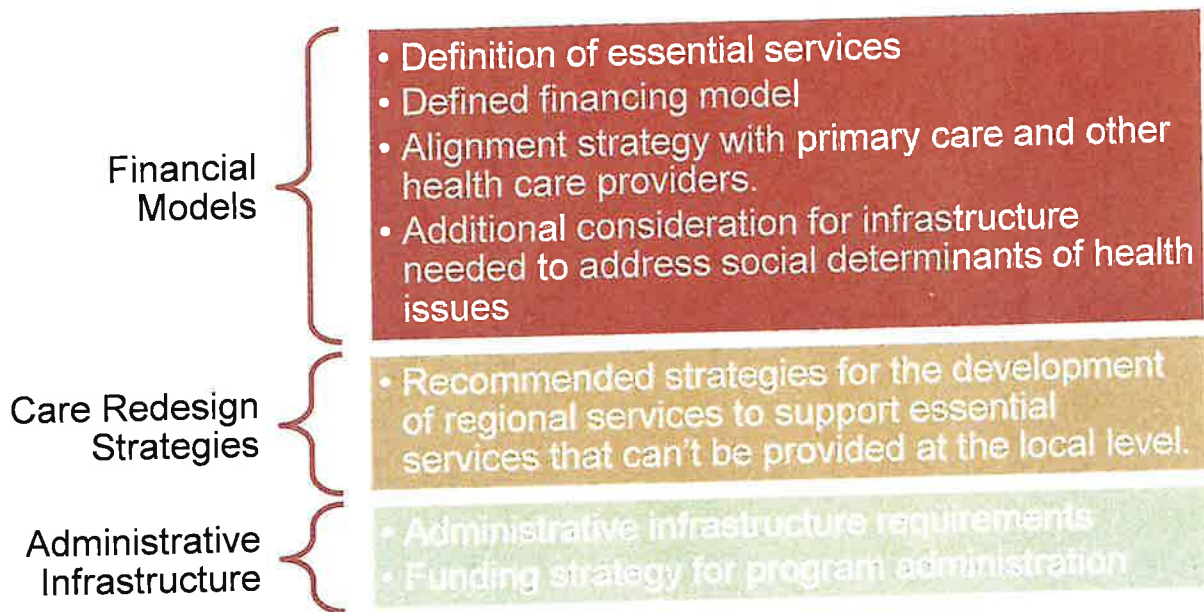 Financial
Models
• Definition of essential services
• Defined financing model
• Alignment strategy with primary care and other
health care providers.
• Additional consideration for infrastructure
needed to address social determinants of health
issues
Care Redesign
Strategies
• Recommended strategies for the development
of regional services to support essential
services that can't be provided at the local level.
Administrative
Infrastructure
• Administrative infrastructure requirements
• Funding strategy for program administration